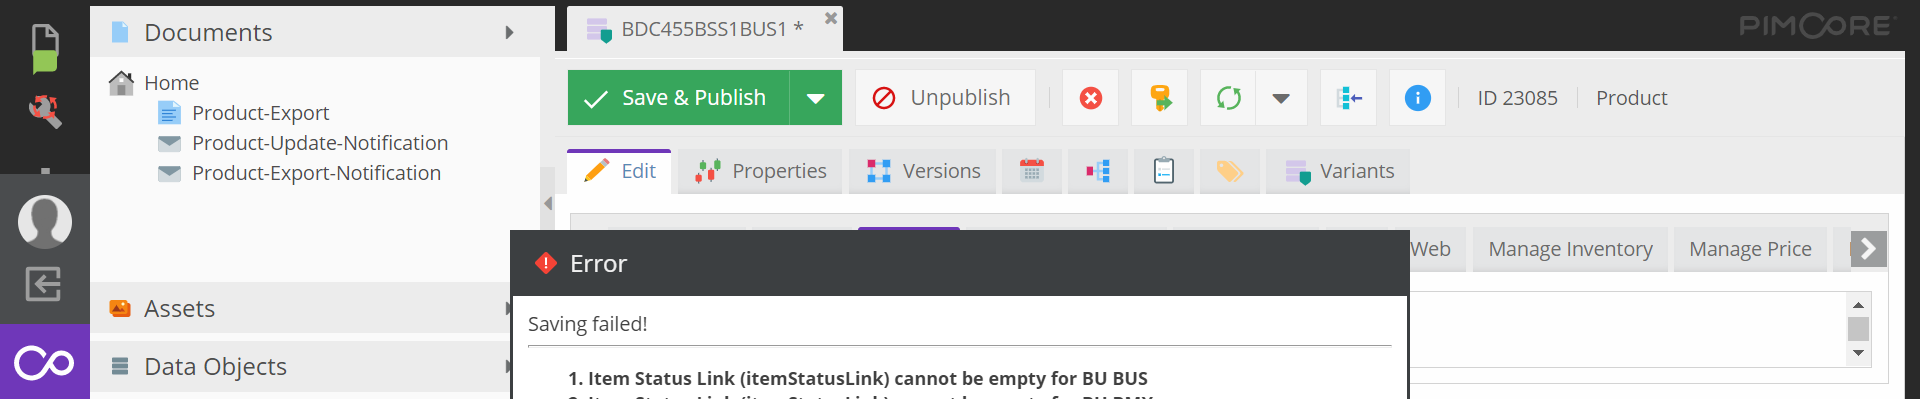 Documents
Home
Product-Export
Product-Update-Notification
Product-Export-Notification
Assets
Data Objects
BDC455BSS1BUS1 *
PIMCORE
Save & Publish
Unpublish
ID 23085
Product
Edit
Properties
Versions
Variants
Web
Manage Inventory
Manage Price
Error
Saving failed!
1. Item Status Link (itemStatusLink) cannot be empty for BU BUS